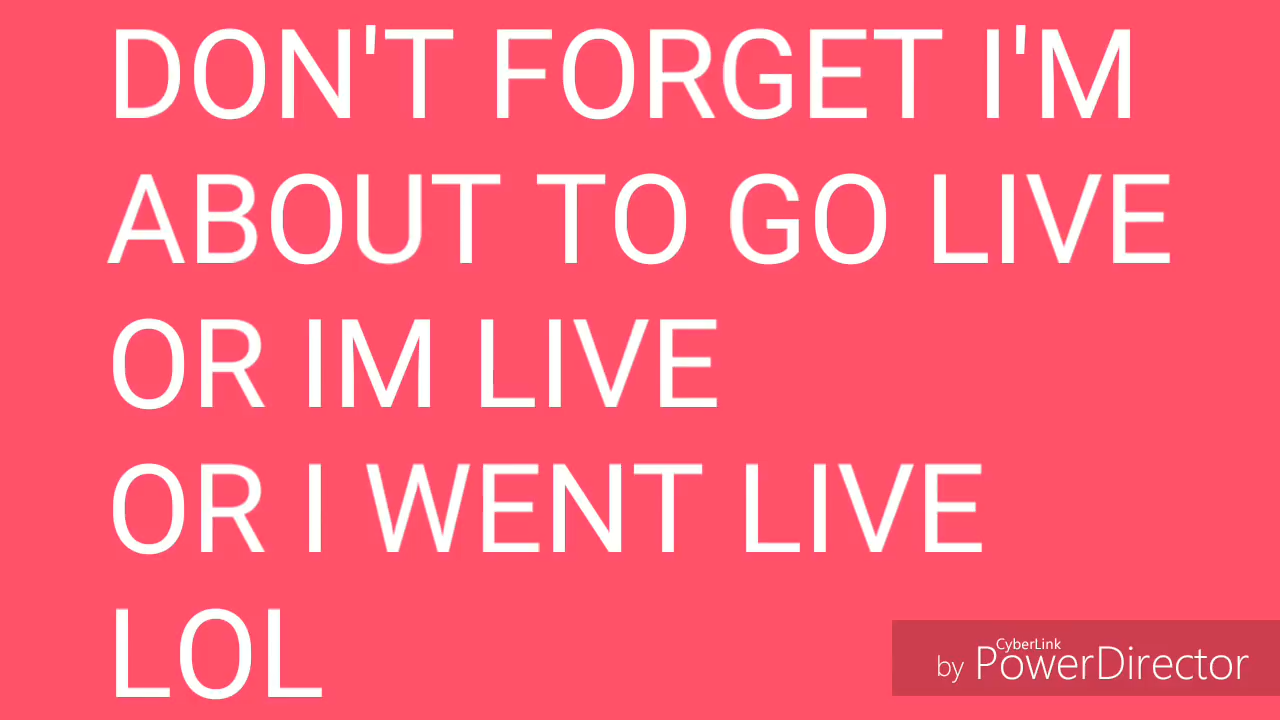 DON'T FORGET I'M
ABOUT TO GO LIVE
OR IM LIVE
OR I WENT LIVE
LOL
CyberLink
by PowerDirector